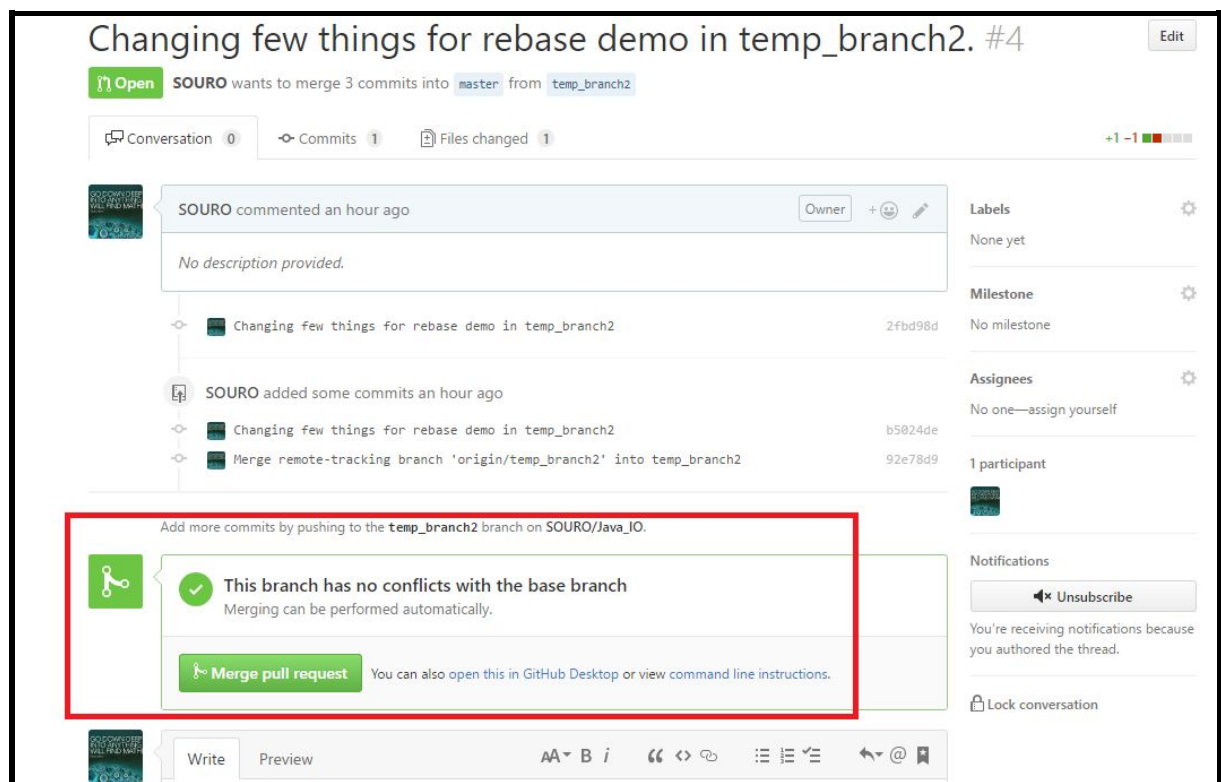 Changing few things for rebase demo in temp_branch2. #4
Edit
Open SOURO wants to merge 3 commits into master from temp_branch2
Conversation 0 Commits 1 Files changed 1
+1 −1
SOURO commented an hour ago
Owner
No description provided.
Changing few things for rebase demo in temp_branch2 2fbd98d
SOURO added some commits an hour ago
Changing few things for rebase demo in temp_branch2 b5024de
Merge remote-tracking branch 'origin/temp_branch2' into temp_branch2 92e78d9
Add more commits by pushing to the temp_branch2 branch on SOURO/Java_IO.
This branch has no conflicts with the base branch
Merging can be performed automatically.
Merge pull request You can also open this in GitHub Desktop or view command line instructions.
Write Preview
AA B i
Labels
None yet
Milestone
No milestone
Assignees
No one—assign yourself
1 participant
Notifications
Unsubscribe
You're receiving notifications because
you authored the thread.
Lock conversation